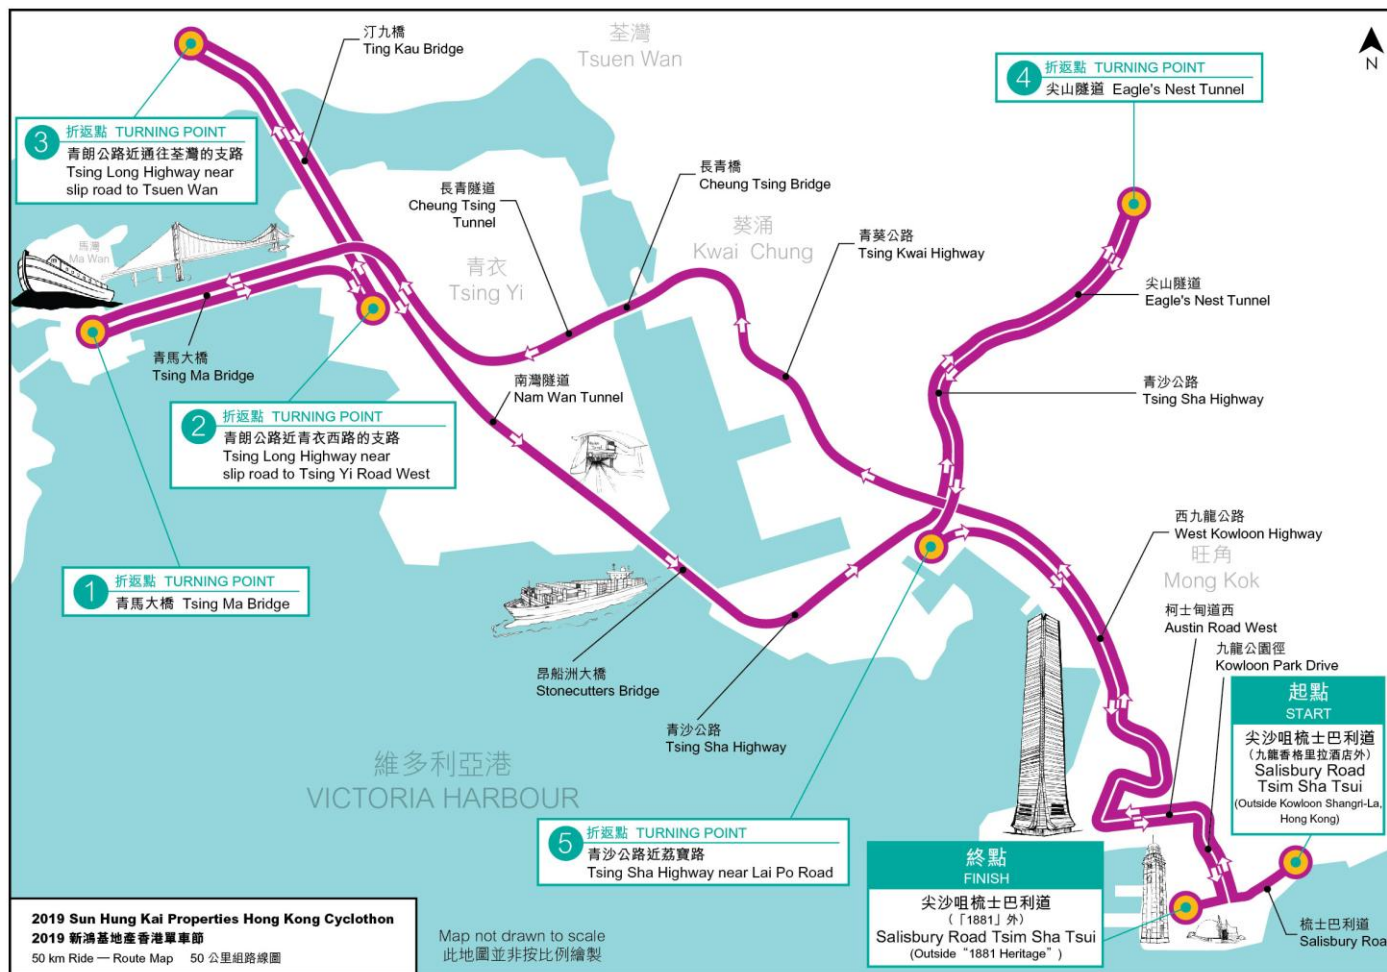 荃灣
Tsuen Wan
汀九橋
Ting Kau Bridge
N
4 折返點 TURNING POINT
尖山隧道 Eagle's Nest Tunnel
3 折返點 TURNING POINT
青朗公路近通往荃灣的支路
Tsing Long Highway near
slip road to Tsuen Wan
長青隧道
Cheung Tsing
Tunnel
長青橋
Cheung Tsing Bridge
葵涌
Kwai Chung
青葵公路
Tsing Kwai Highway
馬灣
Ma Wan
青衣
Tsing Yi
尖山隧道
Eagle's Nest Tunnel
青馬大橋
Tsing Ma Bridge
南灣隧道
Nam Wan Tunnel
青沙公路
Tsing Sha Highway
2 折返點 TURNING POINT
青朗公路近青衣西路的支路
Tsing Long Highway near
slip road to Tsing Yi Road West
西九龍公路
West Kowloon Highway
旺角
Mong Kok
1 折返點 TURNING POINT
青馬大橋 Tsing Ma Bridge
柯士甸道西
Austin Road West
九龍公園徑
Kowloon Park Drive
昂船洲大橋
Stonecutters Bridge
青沙公路
Tsing Sha Highway
起點
START
尖沙咀梳士巴利道
（九龍香格里拉酒店外）
Salisbury Road
Tsim Sha Tsui
(Outside Kowloon Shangri-La,
Hong Kong)
維多利亞港
VICTORIA HARBOUR
5 折返點 TURNING POINT
青沙公路近荔寶路
Tsing Sha Highway near Lai Po Road
終點
FINISH
尖沙咀梳士巴利道
（「1881」外）
Salisbury Road Tsim Sha Tsui
(Outside “1881 Heritage”)
梳士巴利道
Salisbury Roa
2019 Sun Hung Kai Properties Hong Kong Cyclothon
2019 新鴻基地產香港單車節
50 km Ride — Route Map 50 公里組路線圖
Map not drawn to scale
此地圖並非按比例繪製